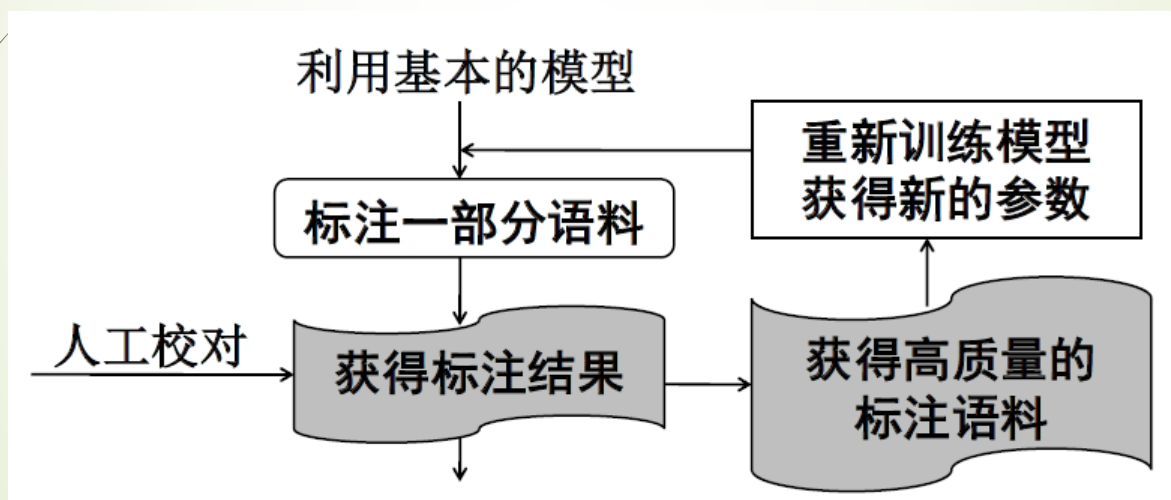 利用基本的模型
重新训练模型
获得新的参数
标注一部分语料
人工校对
获得标注结果
获得高质量的
标注语料